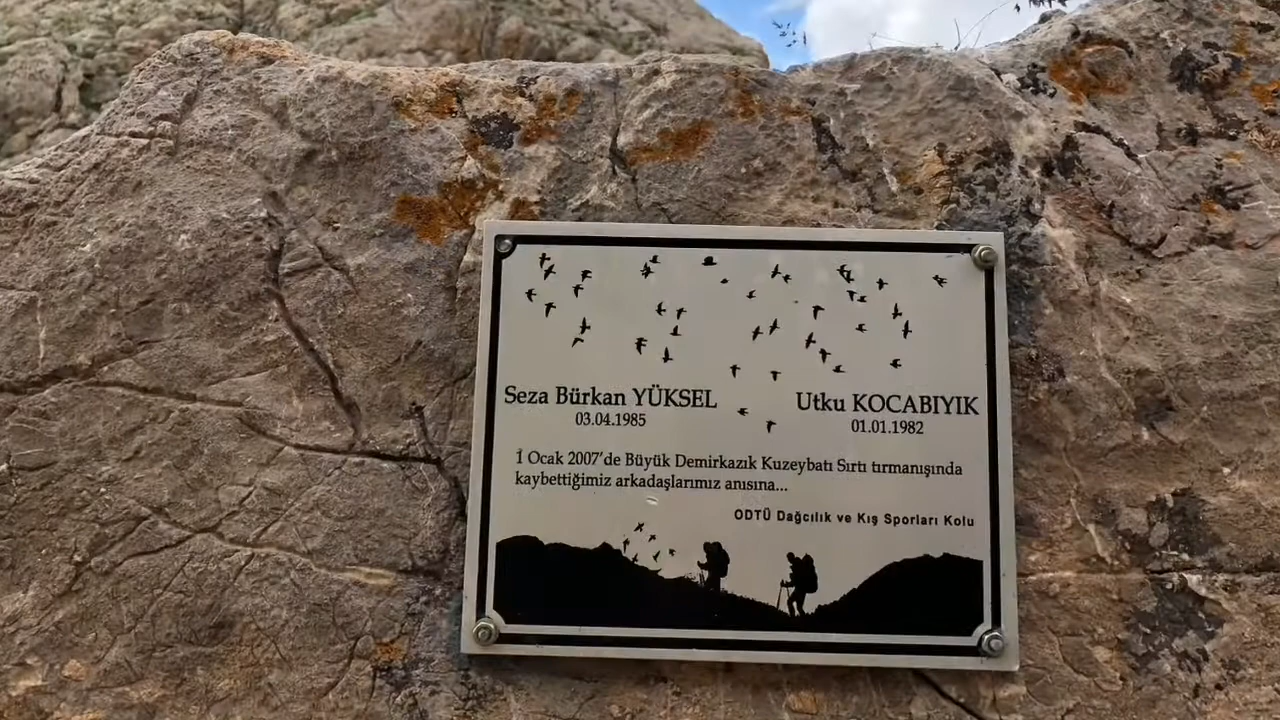 Seza Bürkan YÜKSEL
03.04.1985
Utku KOCABIYIK
01.01.1982
1 Ocak 2007'de Büyük Demirkazık Kuzeybatı Sırtı tırmanışında
kaybettiğimiz arkadaşlarımız anısına...
ODTÜ Dağcılık ve Kış Sporları Kolu